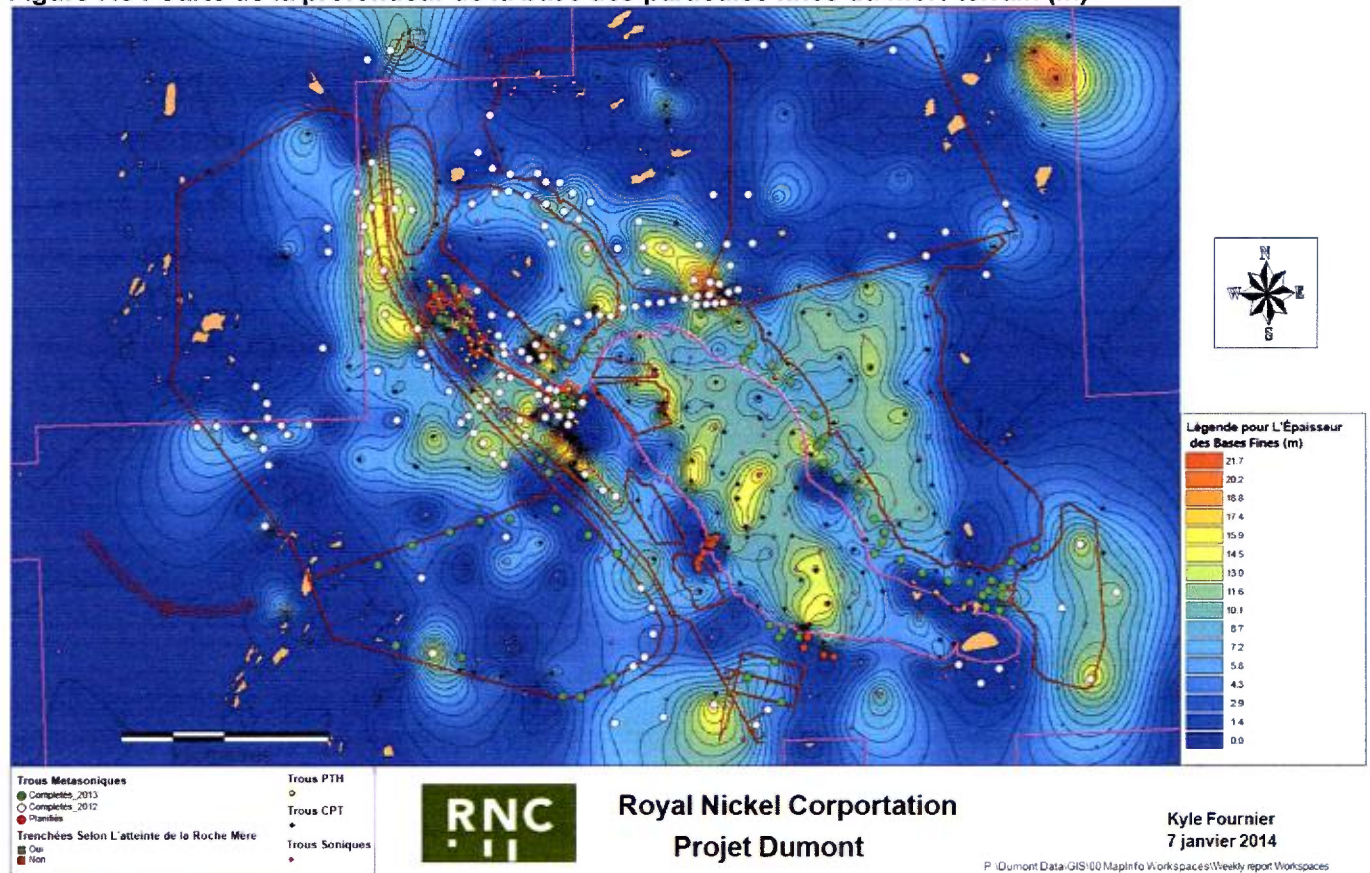 N
W E
S
Légende pour L'Épaisseur
des Bases Fines (m)
21.7
20.2
18.8
17.4
15.9
14.5
13.0
11.6
10.1
8.7
7.2
5.8
4.3
2.9
1.4
0.0
Trous Metasoniques
Completés_2013
Completés_2012
Planifiés
Trenchées Selon L'atteinte de la Roche Mère
Oui
Non
Trous PTH
Trous CPT
Trous Soniques
RNC
Royal Nickel Corportation
Projet Dumont
Kyle Fournier
7 janvier 2014
P:\Dumont Data\GIS\00 MapInfo Workspaces\Weekly report Workspaces